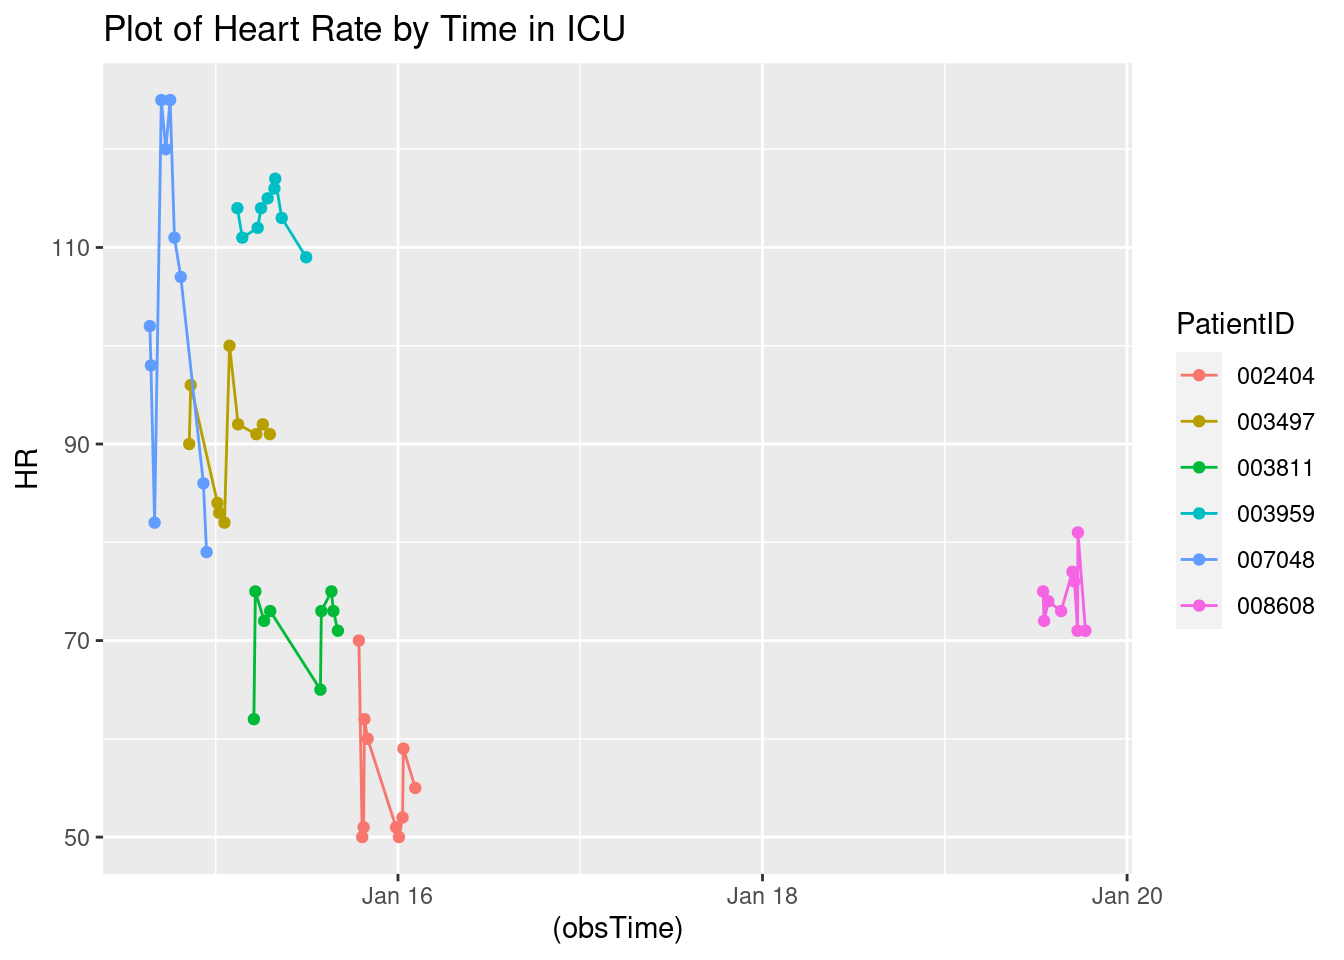 Plot of Heart Rate by Time in ICU
HR
110
90
70
50
Jan 16
Jan 18
Jan 20
(obsTime)
PatientID
002404
003497
003811
003959
007048
008608